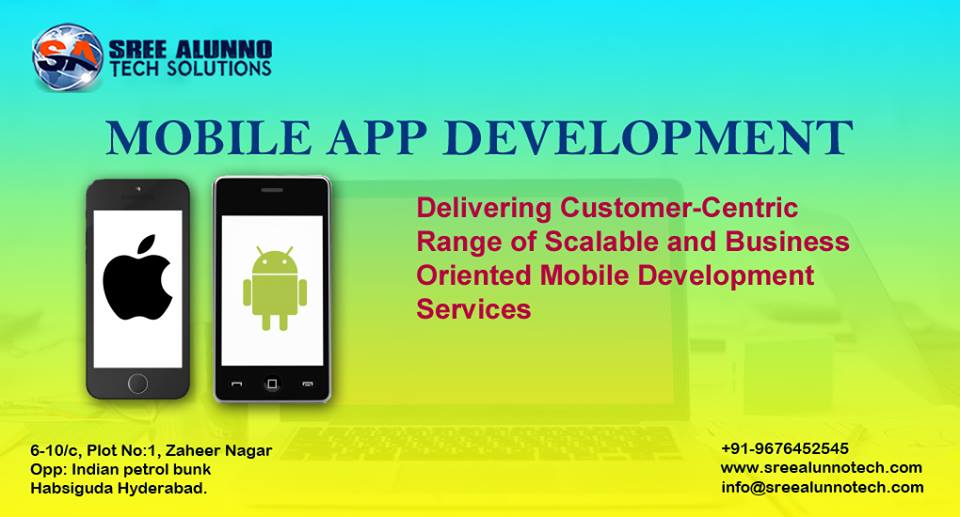 SA
SREE ALUNNO
TECH SOLUTIONS
MOBILE APP DEVELOPMENT
Delivering Customer-Centric
Range of Scalable and Business
Oriented Mobile Development
Services
6-10/c, Plot No:1, Zaheer Nagar
Opp: Indian petrol bunk
Habsiguda Hyderabad.
+91-9676452545
www.sreealunnotech.com
info@sreealunnotech.com